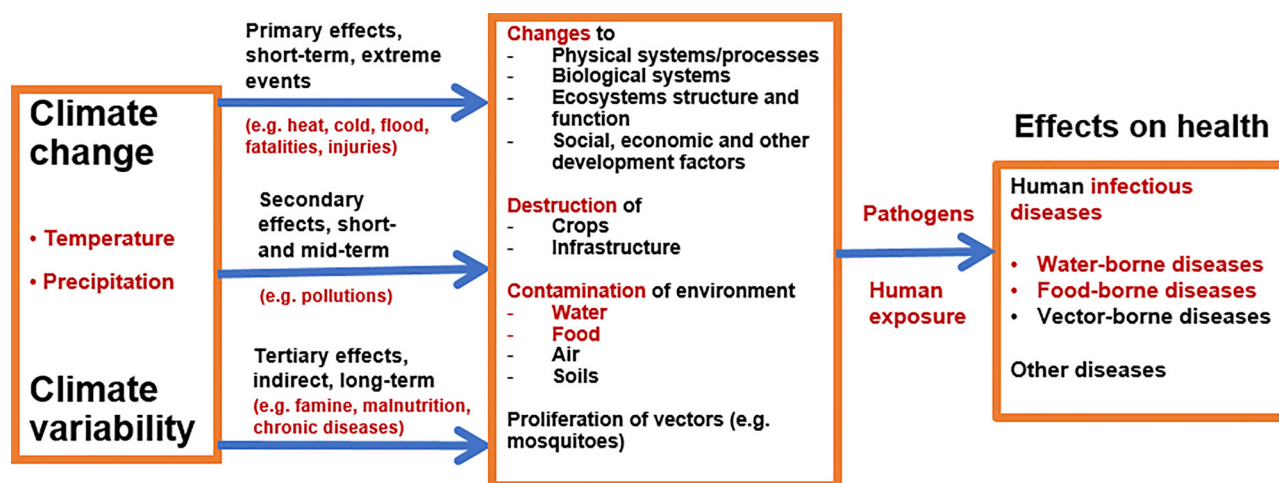 Climate
change
• Temperature
• Precipitation
Climate
variability
Primary effects,
short-term, extreme
events
(e.g. heat, cold, flood,
fatalities, injuries)
Secondary
effects, short-
and mid-term
(e.g. pollutions)
Tertiary effects,
indirect, long-term
(e.g. famine, malnutrition,
chronic diseases)
Changes to
- Physical systems/processes
- Biological systems
- Ecosystems structure and
function
- Social, economic and other
development factors
Destruction of
- Crops
- Infrastructure
Contamination of environment
- Water
- Food
- Air
- Soils
Proliferation of vectors (e.g.
mosquitoes)
Pathogens
Human
exposure
Effects on health
Human infectious
diseases
• Water-borne diseases
• Food-borne diseases
• Vector-borne diseases
Other diseases